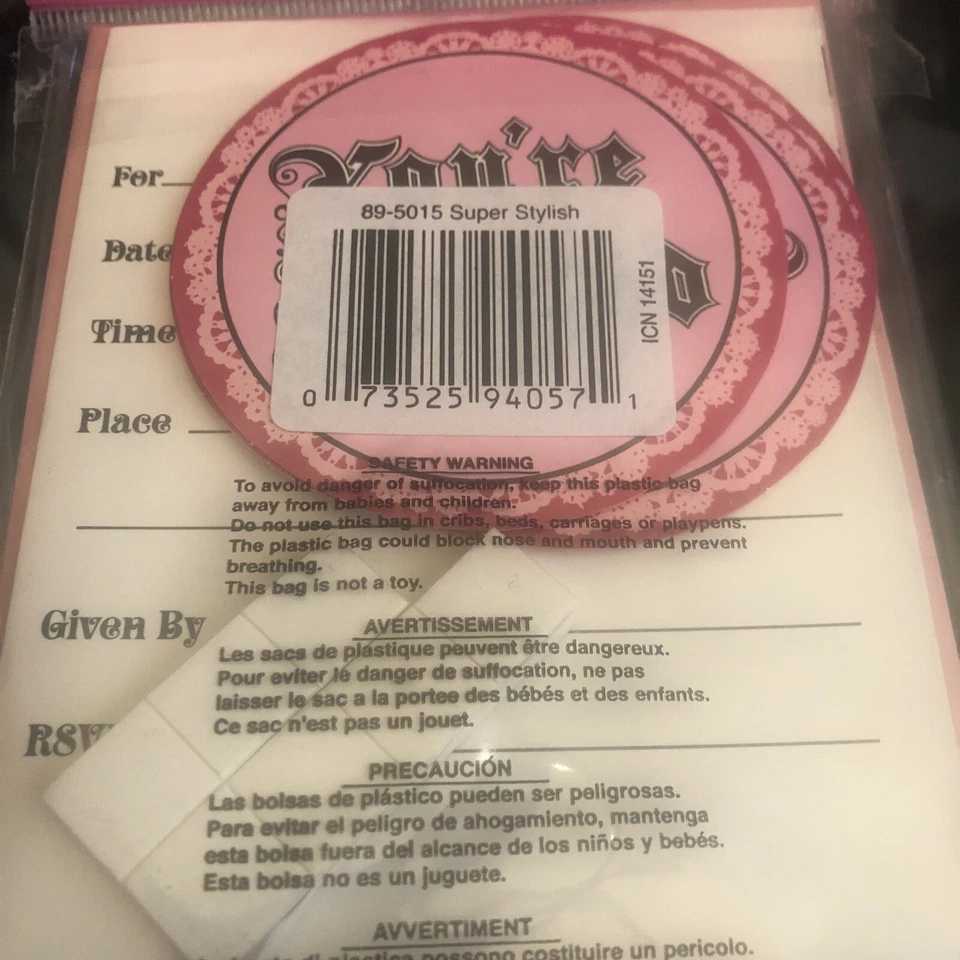 You're
89-5015 Super Stylish
ICN 14151
0 73525 94057 1
For
Date
Time
Place
Given By
SAFETY WARNING
To avoid danger of suffocation, keep this plastic bag
away from babies and children.
Do not use this bag in cribs, beds, carriages or playpens.
The plastic bag could block nose and mouth and prevent
breathing.
This bag is not a toy.
AVERTISSEMENT
Les sacs de plastique peuvent être dangereux.
Pour eviter le danger de suffocation, ne pas
laisser le sac a la portee des bébés et des enfants.
Ce sac n'est pas un jouet.
PRECAUCIÓN
Las bolsas de plástico pueden ser peligrosas.
Para evitar el peligro de ahogamiento, mantenga
esta bolsa fuera del alcance de los niños y bebés.
Esta bolsa no es un juguete.
AVVERTIMENT
possono costituire un pericolo.